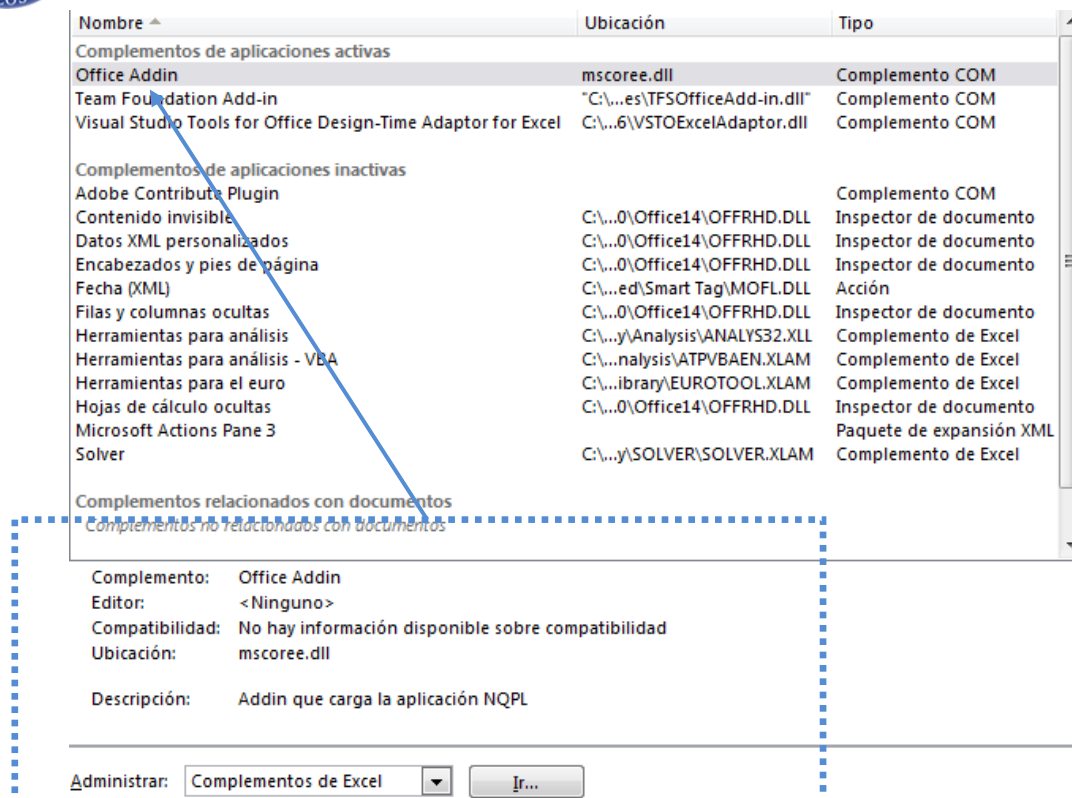 Nombre Ubicación Tipo
Complementos de aplicaciones activas
Office Addin mscoree.dll Complemento COM
Team Foundation Add-in "C:\...es\TFSOfficeAdd-in.dll" Complemento COM
Visual Studio Tools for Office Design-Time Adaptor for Excel C:\...6\VSTOExcelAdaptor.dll Complemento COM
Complementos de aplicaciones inactivas
Adobe Contribute Plugin Complemento COM
Contenido invisible C:\...0\Office14\OFFRHD.DLL Inspector de documento
Datos XML personalizados C:\...0\Office14\OFFRHD.DLL Inspector de documento
Encabezados y pies de página C:\...0\Office14\OFFRHD.DLL Inspector de documento
Fecha (XML) C:\...ed\Smart Tag\MOFL.DLL Acción
Filas y columnas ocultas C:\...0\Office14\OFFRHD.DLL Inspector de documento
Herramientas para análisis C:\...y\Analysis\ANALYS32.XLL Complemento de Excel
Herramientas para análisis - VBA C:\...nalysis\ATPVBAEN.XLAM Complemento de Excel
Herramientas para el euro C:\...ibrary\EUROTOOL.XLAM Complemento de Excel
Hojas de cálculo ocultas C:\...0\Office14\OFFRHD.DLL Inspector de documento
Microsoft Actions Pane 3 Paquete de expansión XML
Solver C:\...y\SOLVER\SOLVER.XLAM Complemento de Excel
Complementos relacionados con documentos
Complementos no relacionados con documentos
Complemento: Office Addin
Editor: <Ninguno>
Compatibilidad: No hay información disponible sobre compatibilidad
Ubicación: mscoree.dll
Descripción: Addin que carga la aplicación NQPL
Administrar: Complementos de Excel Ir...